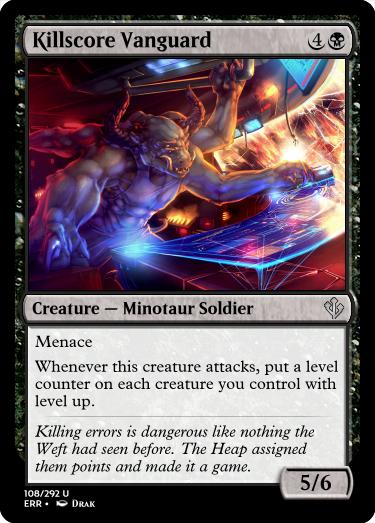 Killscore Vanguard 4
Creature — Minotaur Soldier
Menace
Whenever this creature attacks, put a level
counter on each creature you control with
level up.
Killing errors is dangerous like nothing the
Weft had seen before. The Heap assigned
them points and made it a game.
5/6
108/292 U
ERR • Drak